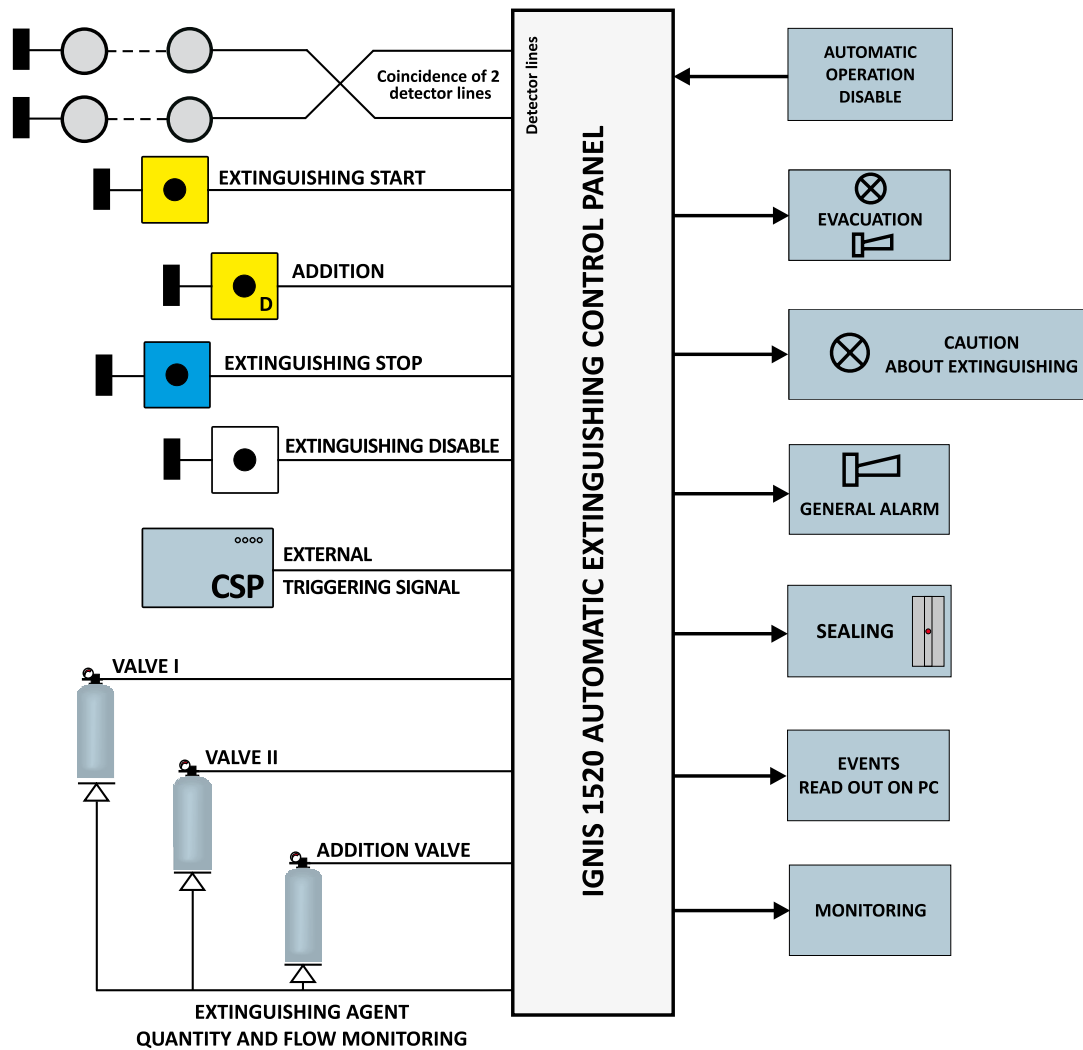 Coincidence of 2
detector lines
EXTINGUISHING START
ADDITION
D
EXTINGUISHING STOP
EXTINGUISHING DISABLE
CSP
EXTERNAL
TRIGGERING SIGNAL
VALVE I
VALVE II
ADDITION VALVE
EXTINGUISHING AGENT
QUANTITY AND FLOW MONITORING
Detector lines
IGNIS 1520 AUTOMATIC EXTINGUISHING CONTROL PANEL
AUTOMATIC
OPERATION
DISABLE
EVACUATION
CAUTION
ABOUT EXTINGUISHING
GENERAL ALARM
SEALING
EVENTS
READ OUT ON PC
MONITORING